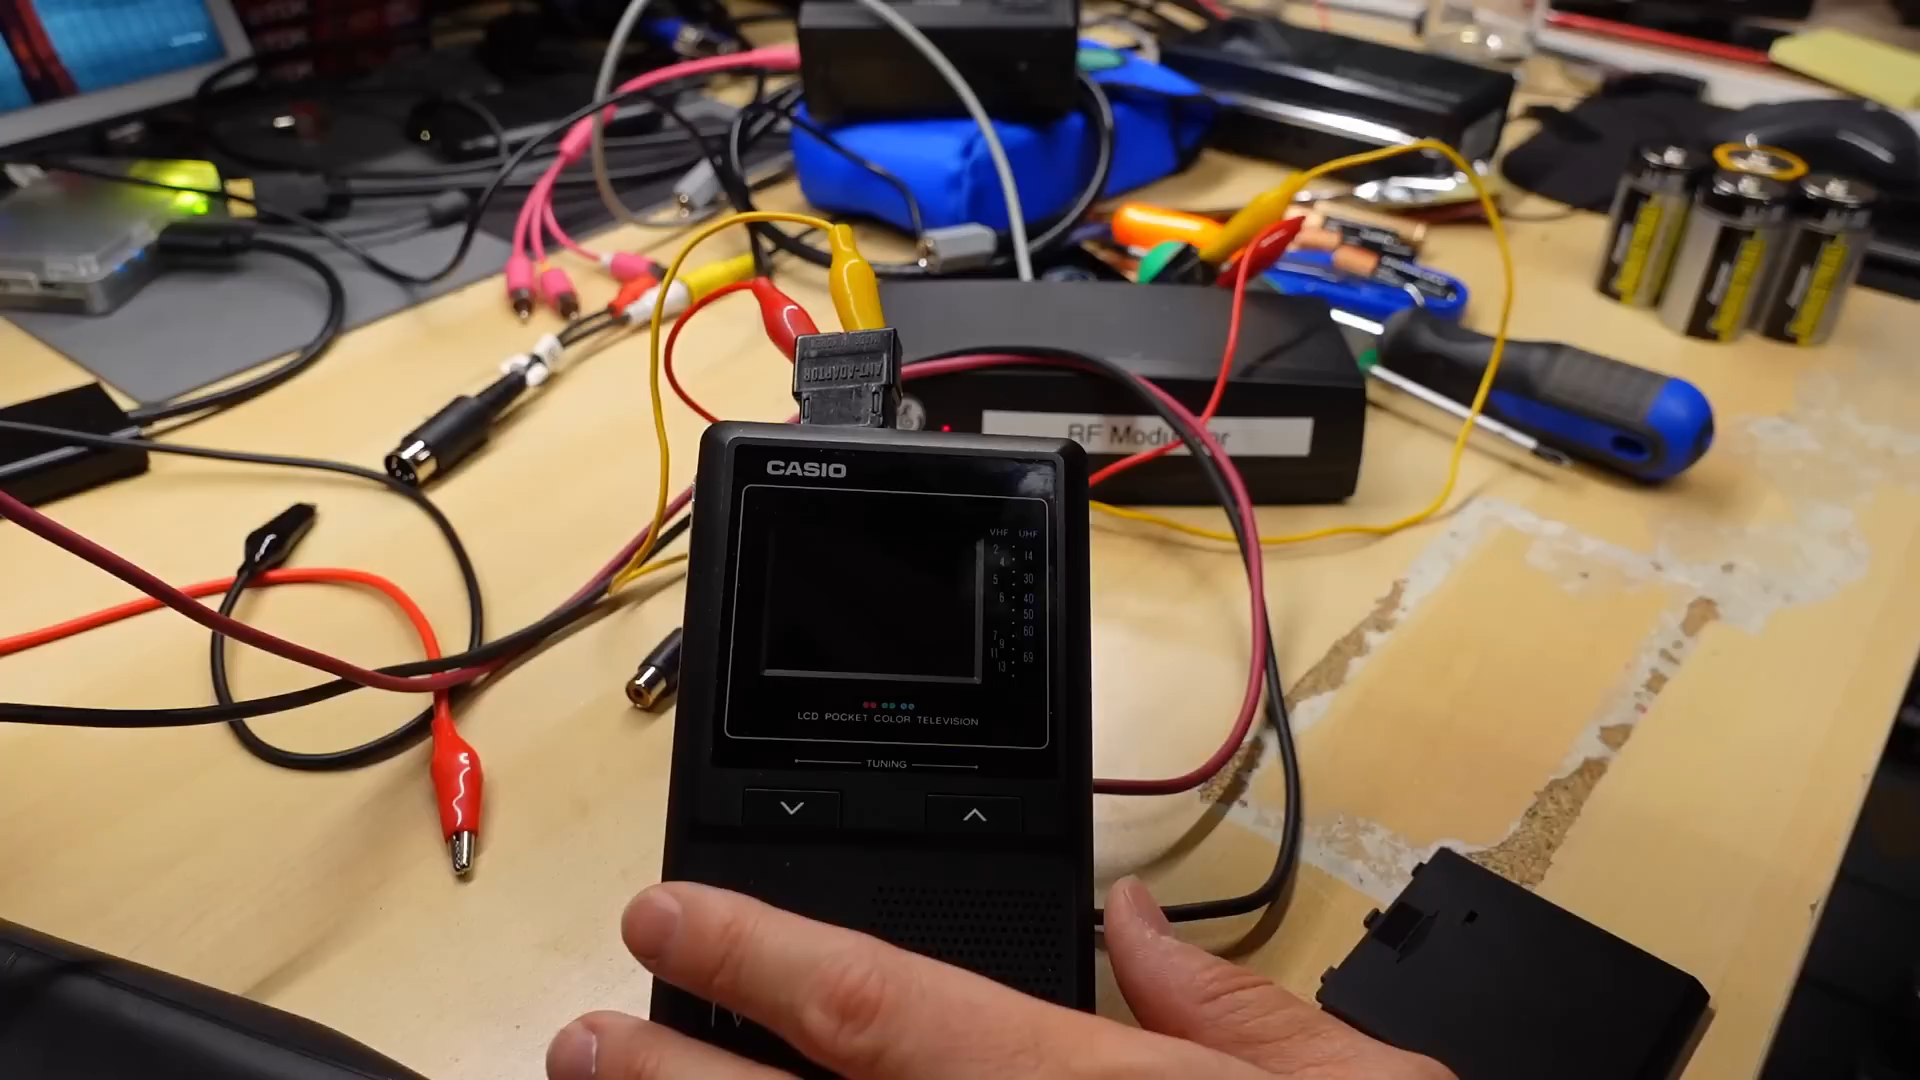 ANT-ADAPTOR
RF Modulator
CASIO
VHF UHF
2 14
4
5 30
6 40
50
7 60
9
11 69
13
LCD POCKET COLOR TELEVISION
TUNING